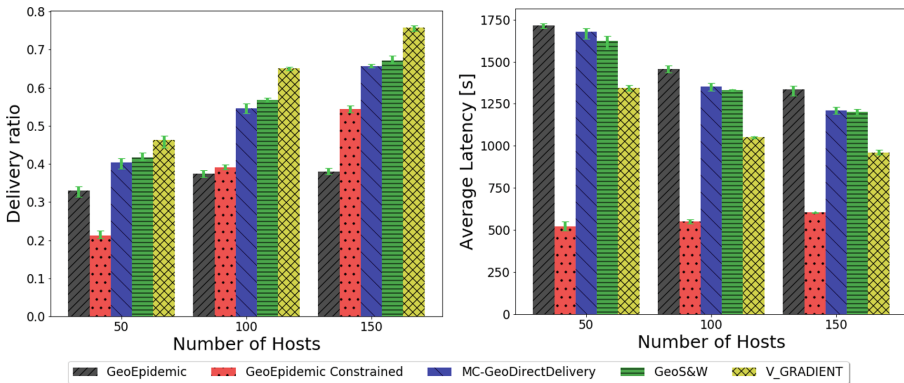 Delivery ratio
0.8
0.7
0.6
0.5
0.4
0.3
0.2
0.1
0.0
50
100
150
Number of Hosts
Average Latency [s]
1750
1500
1250
1000
750
500
250
0
50
100
150
Number of Hosts
GeoEpidemic
GeoEpidemic Constrained
MC-GeoDirectDelivery
GeoS&W
V_GRADIENT